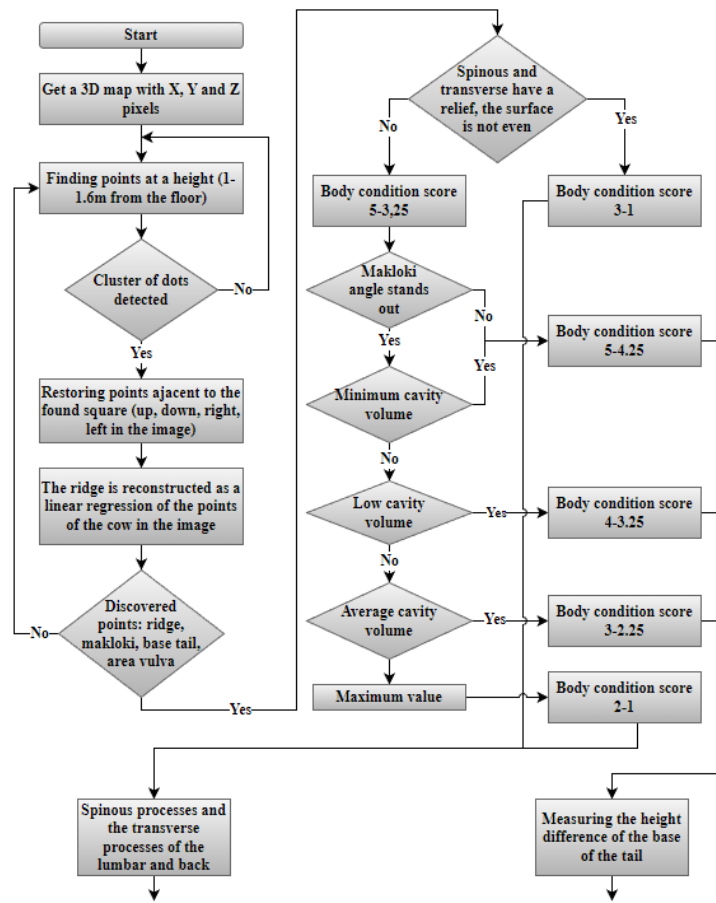 Start
Get a 3D map with X, Y and Z
pixels
Finding points at a height (1-
1.6m from the floor)
Cluster of dots
detected
No
Yes
Restoring points ajacent to the
found square (up, down, right,
left in the image)
The ridge is reconstructed as a
linear regression of the points
of the cow in the image
Discovered
points: ridge,
makloki, base tail,
area vulva
No
Yes
Spinous and
transverse have a
relief, the surface
is not even
No
Yes
Body condition score
5-3,25
Body condition score
3-1
Makloki
angle stands
out
No
Yes
Yes
Body condition score
5-4.25
Minimum cavity
volume
No
Low cavity
volume
Yes
Body condition score
4-3.25
No
Average cavity
volume
Yes
Body condition score
3-2.25
Maximum value
Body condition score
2-1
Spinous processes and
the transverse
processes of the
lumbar and back
Measuring the height
difference of the base
of the tail